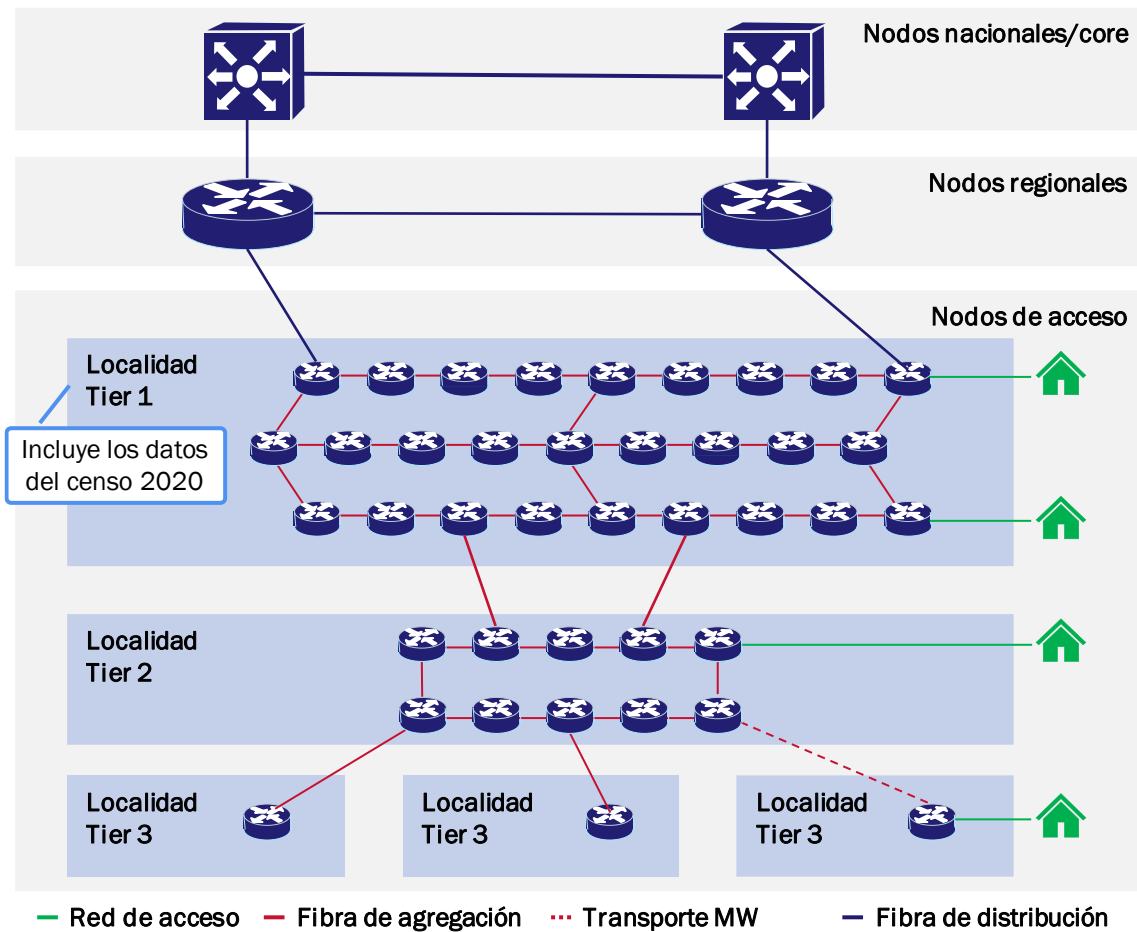 Nodos nacionales/core
Nodos regionales
Nodos de acceso
Localidad
Tier 1
Incluye los datos
del censo 2020
Localidad
Tier 2
Localidad
Tier 3
Localidad
Tier 3
Localidad
Tier 3
Red de acceso
Fibra de agregación
Transporte MW
Fibra de distribución